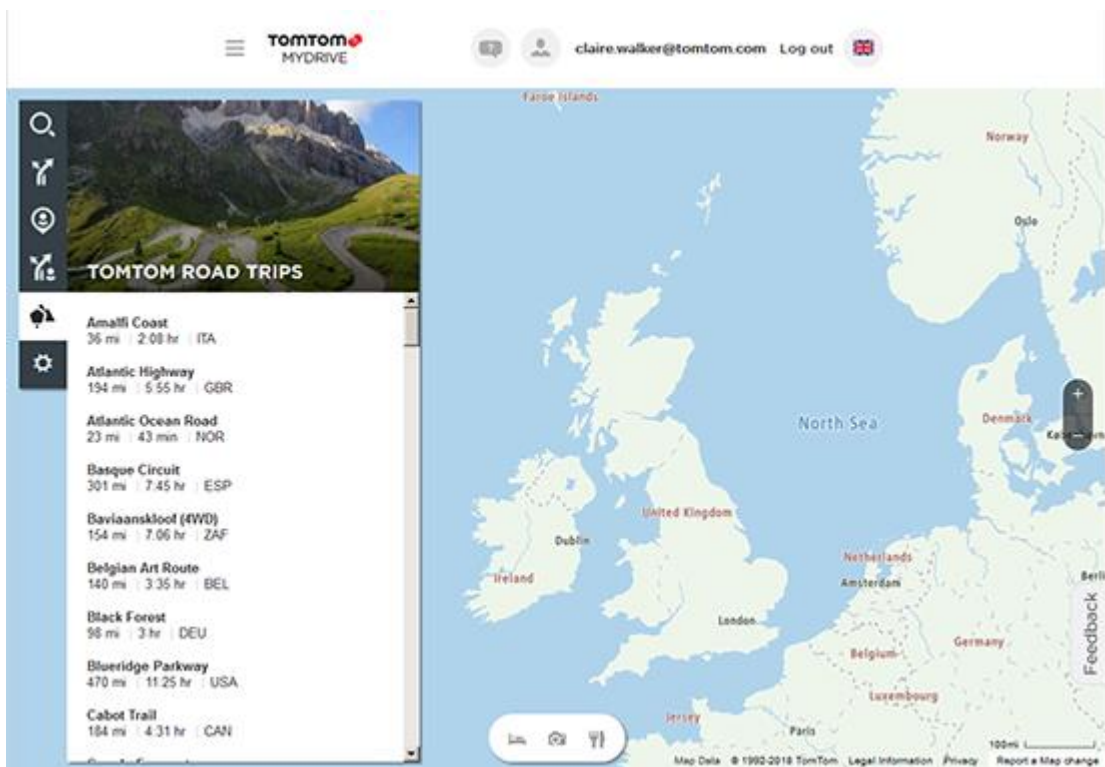 TOMTOM
MYDRIVE
claire.walker@tomtom.com Log out
TOMTOM ROAD TRIPS
Amalfi Coast
36 mi 2:08 hr ITA
Atlantic Highway
194 mi 5:55 hr GBR
Atlantic Ocean Road
23 mi 43 min NOR
Basque Circuit
301 mi 7:45 hr ESP
Baviaanskloof (4WD)
154 mi 7:06 hr ZAF
Belgian Art Route
140 mi 3:35 hr BEL
Black Forest
98 mi 3 hr DEU
Blueridge Parkway
470 mi 11:25 hr USA
Cabot Trail
184 mi 4:31 hr CAN
Faroe Islands
Norway
Oslo
North Sea
Denmark
United Kingdom
Dublin
Ireland
Netherlands
Amsterdam
London
Germany
Belgium
Luxembourg
Jersey
Paris
Feedback
100mi
Map Data © 1992-2018 TomTom Legal Information Privacy Report a Map change